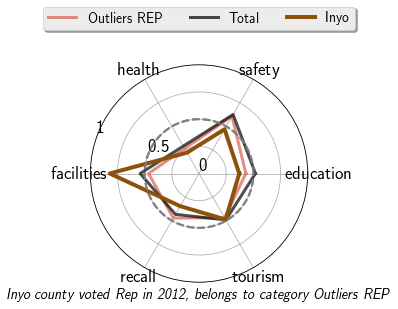 Outliers REP Total Inyo
health safety
1
0.5
0
facilities education
recall tourism
Inyo county voted Rep in 2012, belongs to category Outliers REP